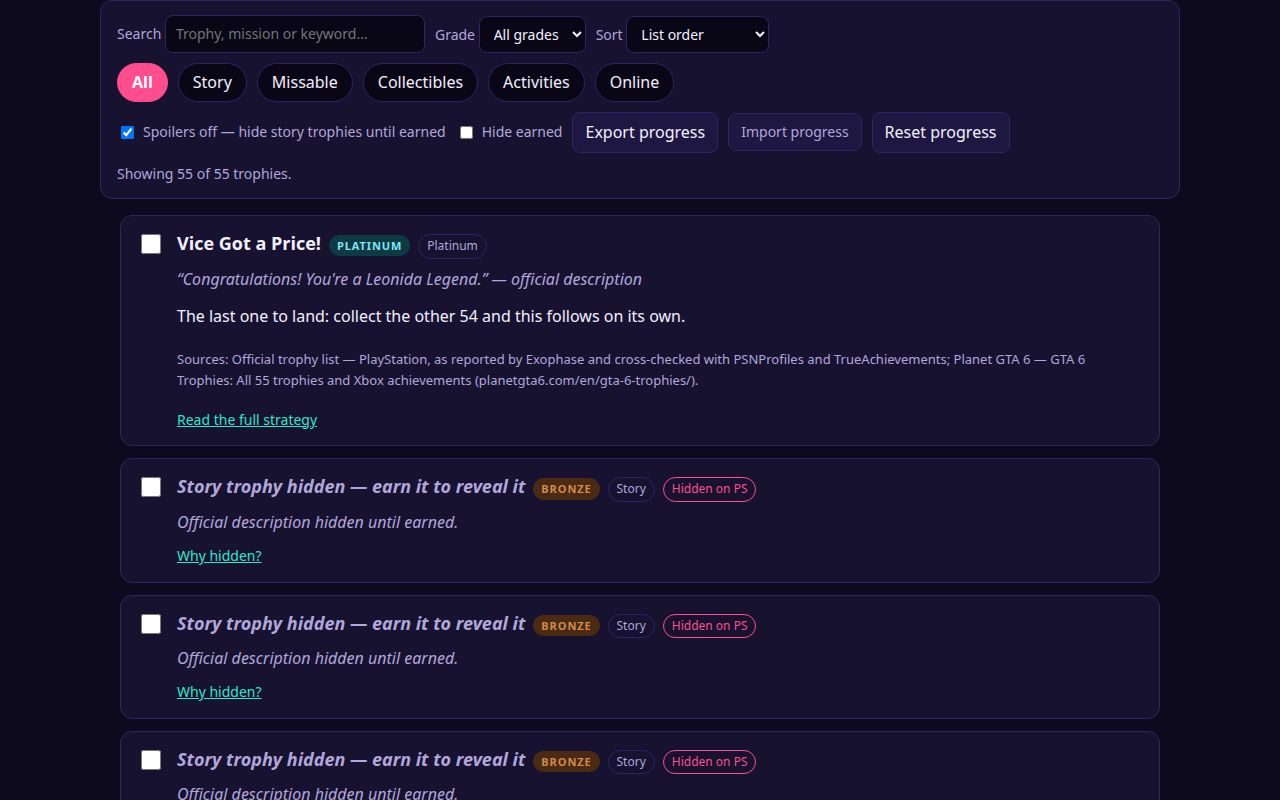 Search Trophy, mission or keyword... Grade All grades Sort List order
All Story Missable Collectibles Activities Online
Spoilers off — hide story trophies until earned Hide earned Export progress Import progress Reset progress
Showing 55 of 55 trophies.
Vice Got a Price! PLATINUM Platinum
“Congratulations! You're a Leonida Legend.” — official description
The last one to land: collect the other 54 and this follows on its own.
Sources: Official trophy list — PlayStation, as reported by Exophase and cross-checked with PSNProfiles and TrueAchievements; Planet GTA 6 — GTA 6
Trophies: All 55 trophies and Xbox achievements (planetgta6.com/en/gta-6-trophies/).
Read the full strategy
Story trophy hidden — earn it to reveal it BRONZE Story Hidden on PS
Official description hidden until earned.
Why hidden?
Story trophy hidden — earn it to reveal it BRONZE Story Hidden on PS
Official description hidden until earned.
Why hidden?
Story trophy hidden — earn it to reveal it BRONZE Story Hidden on PS
Official description hidden until earned.